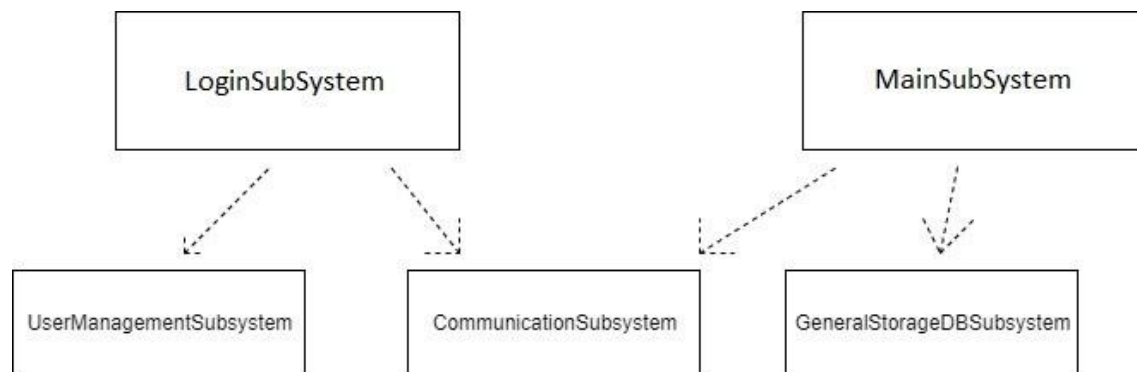 LoginSubSystem
MainSubSystem
UserManagementSubsystem
CommunicationSubsystem
GeneralStorageDBSubsystem